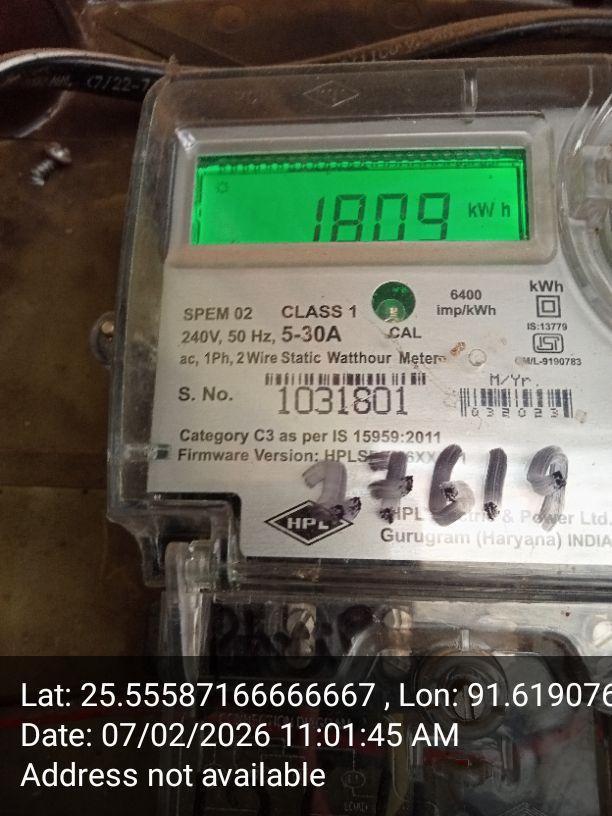 1809 kWh
SPEM 02 CLASS 1 6400 imp/kWh kWh
240V, 50 Hz, 5-30A CAL IS:13779
ac, 1Ph, 2Wire Static Watthour Meter CM/L-9190783
S. No. 1031801 M/Yr. 032023
Category C3 as per IS 15959:2011
Firmware Version:
27619
HPL & Power Ltd.
Gurugram (Haryana) INDIA
Lat: 25.55587166666667 , Lon: 91.619076
Date: 07/02/2026 11:01:45 AM
Address not available